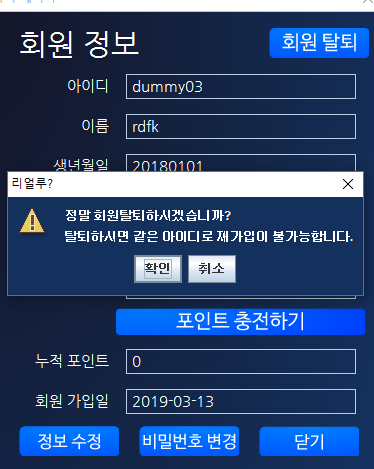 회원 정보
회원 탈퇴
아이디
dummy03
이름
rdfk
생년월일
20180101
리얼루?
정말 회원탈퇴하시겠습니까?
탈퇴하시면 같은 아이디로 재가입이 불가능합니다.
확인
취소
포인트 충전하기
누적 포인트
0
회원 가입일
2019-03-13
정보 수정
비밀번호 변경
닫기